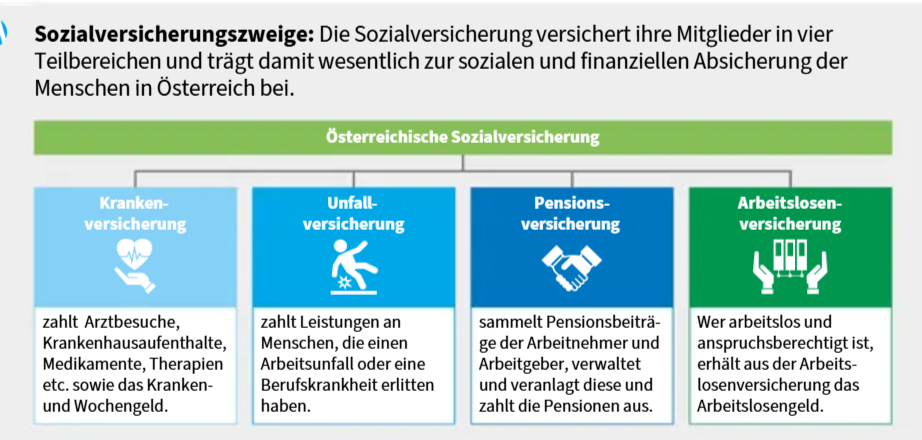 Sozialversicherungszweige: Die Sozialversicherung versichert ihre Mitglieder in vier
Teilbereichen und trägt damit wesentlich zur sozialen und finanziellen Absicherung der
Menschen in Österreich bei.
Österreichische Sozialversicherung
Kranken-
versicherung
zahlt Arztbesuche,
Krankenhausaufenthalte,
Medikamente, Therapien
etc. sowie das Kranken-
und Wochengeld.
Unfall-
versicherung
zahlt Leistungen an
Menschen, die einen
Arbeitsunfall oder eine
Berufskrankheit erlitten
haben.
Pensions-
versicherung
sammelt Pensionsbeiträ-
ge der Arbeitnehmer und
Arbeitgeber, verwaltet
und veranlagt diese und
zahlt die Pensionen aus.
Arbeitslosen-
versicherung
Wer arbeitslos und
anspruchsberechtigt ist,
erhält aus der Arbeits-
losenversicherung das
Arbeitslosengeld.